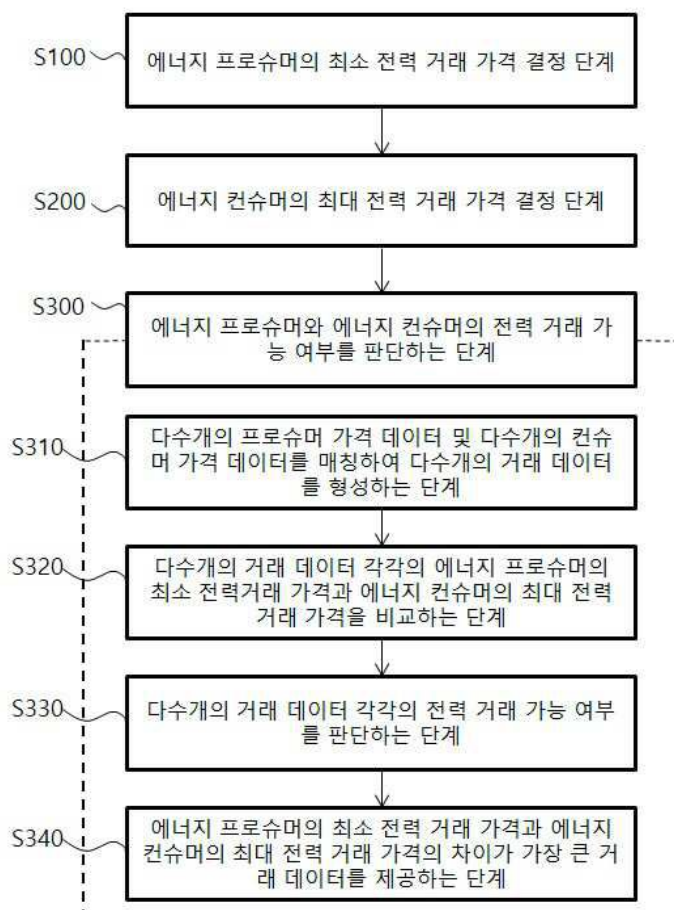 S100
에너지 프로슈머의 최소 전력 거래 가격 결정 단계
S200
에너지 컨슈머의 최대 전력 거래 가격 결정 단계
S300
에너지 프로슈머와 에너지 컨슈머의 전력 거래 가
능 여부를 판단하는 단계
S310
다수개의 프로슈머 가격 데이터 및 다수개의 컨슈
머 가격 데이터를 매칭하여 다수개의 거래 데이터
를 형성하는 단계
S320
다수개의 거래 데이터 각각의 에너지 프로슈머의
최소 전력거래 가격과 에너지 컨슈머의 최대 전력
거래 가격을 비교하는 단계
S330
다수개의 거래 데이터 각각의 전력 거래 가능 여부
를 판단하는 단계
S340
에너지 프로슈머의 최소 전력 거래 가격과 에너지
컨슈머의 최대 전력 거래 가격의 차이가 가장 큰 거
래 데이터를 제공하는 단계